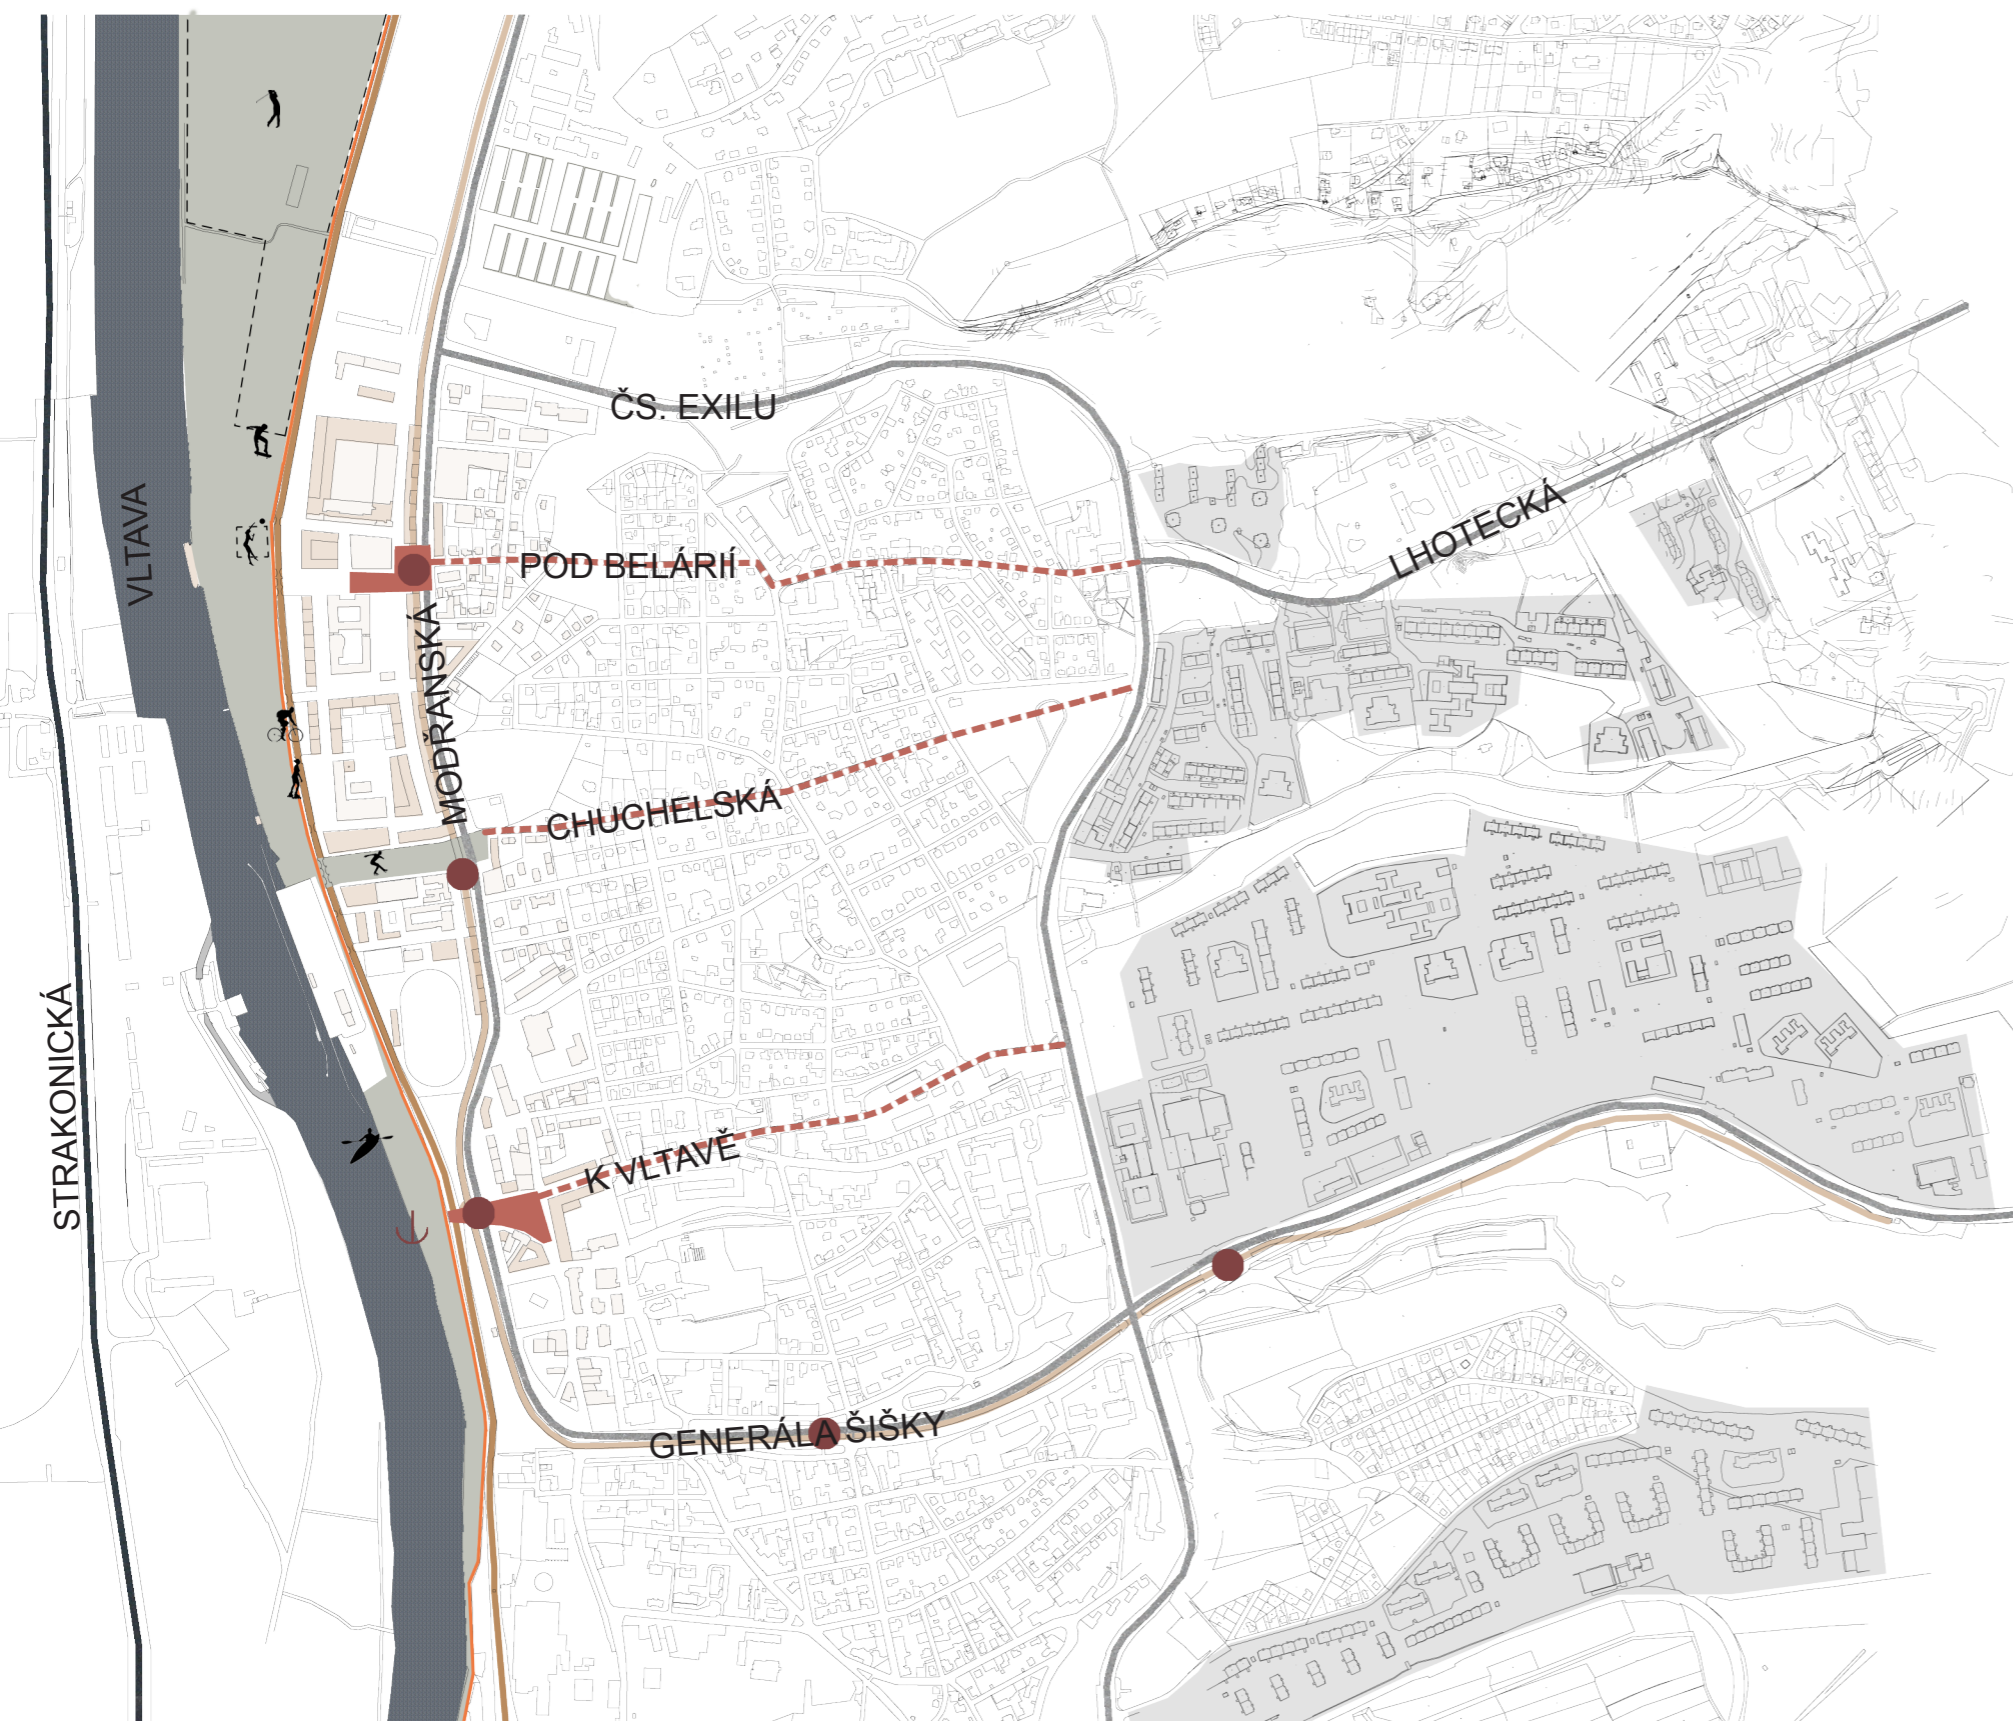 ČS. EXILU
VLTAVA
LHOTECKÁ
POD BELÁRIÍ
MODŘANSKÁ
CHUCHELSKÁ
STRAKONICKÁ
K VLTAVĚ
GENERÁLA ŠIŠKY